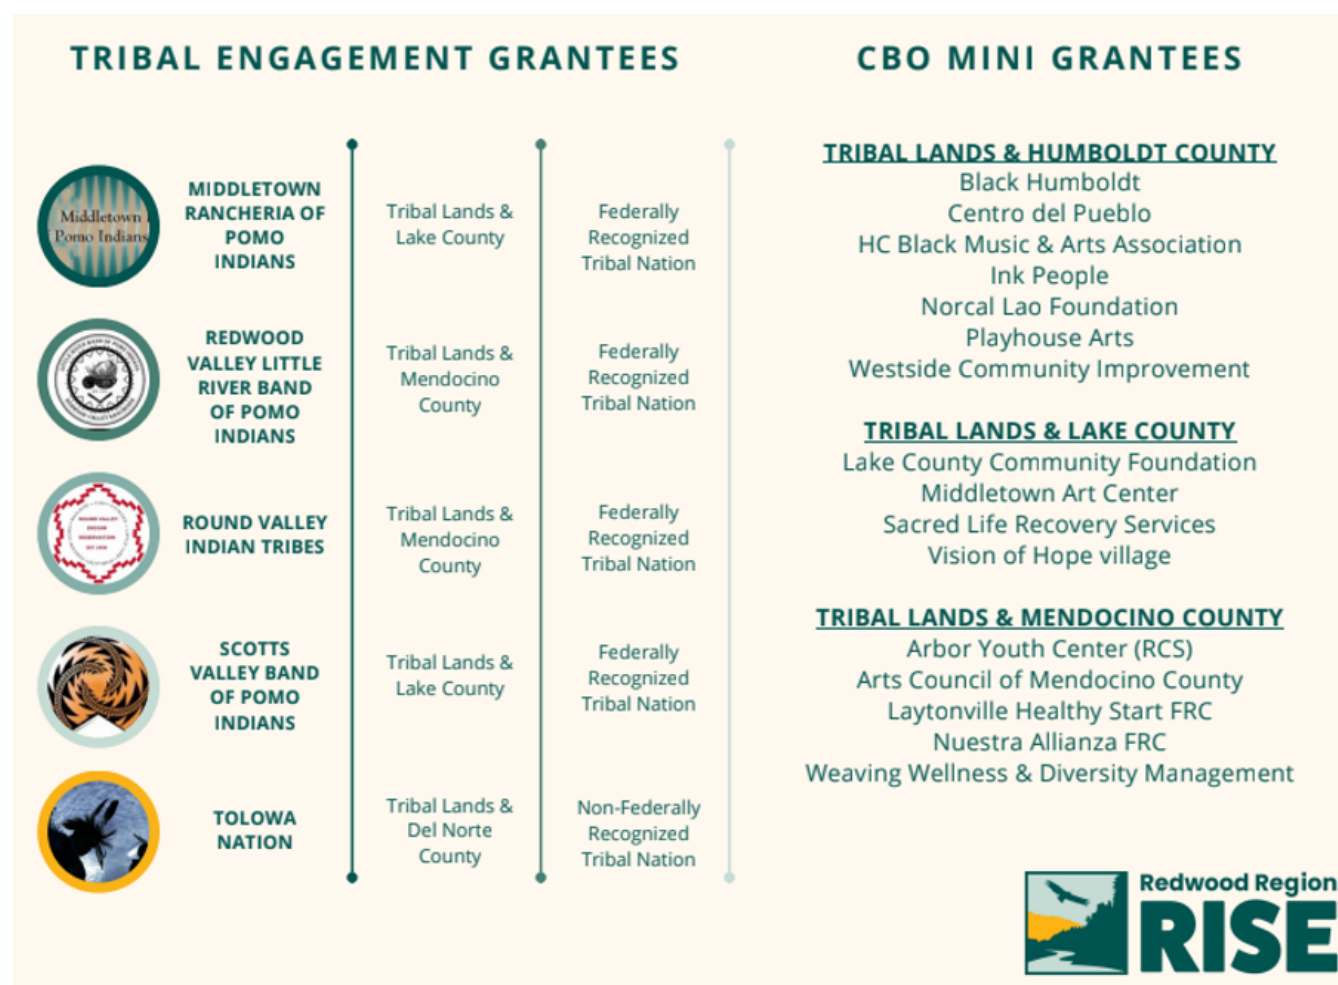 TRIBAL ENGAGEMENT GRANTEES
Middletown
Pomo Indians
MIDDLETOWN
RANCHERIA OF
POMO
INDIANS
Tribal Lands &
Lake County
Federally
Recognized
Tribal Nation
REDWOOD
VALLEY LITTLE
RIVER BAND
OF POMO
INDIANS
Tribal Lands &
Mendocino
County
Federally
Recognized
Tribal Nation
ROUND VALLEY
INDIAN
RESERVATION
ROUND VALLEY
INDIAN TRIBES
Tribal Lands &
Mendocino
County
Federally
Recognized
Tribal Nation
SCOTTS
VALLEY BAND
OF POMO
INDIANS
Tribal Lands &
Lake County
Federally
Recognized
Tribal Nation
TOLOWA
NATION
Tribal Lands &
Del Norte
County
Non-Federally
Recognized
Tribal Nation
CBO MINI GRANTEES
TRIBAL LANDS & HUMBOLDT COUNTY
Black Humboldt
Centro del Pueblo
HC Black Music & Arts Association
Ink People
Norcal Lao Foundation
Playhouse Arts
Westside Community Improvement
TRIBAL LANDS & LAKE COUNTY
Lake County Community Foundation
Middletown Art Center
Sacred Life Recovery Services
Vision of Hope village
TRIBAL LANDS & MENDOCINO COUNTY
Arbor Youth Center (RCS)
Arts Council of Mendocino County
Laytonville Healthy Start FRC
Nuestra Allianza FRC
Weaving Wellness & Diversity Management
Redwood Region
RISE